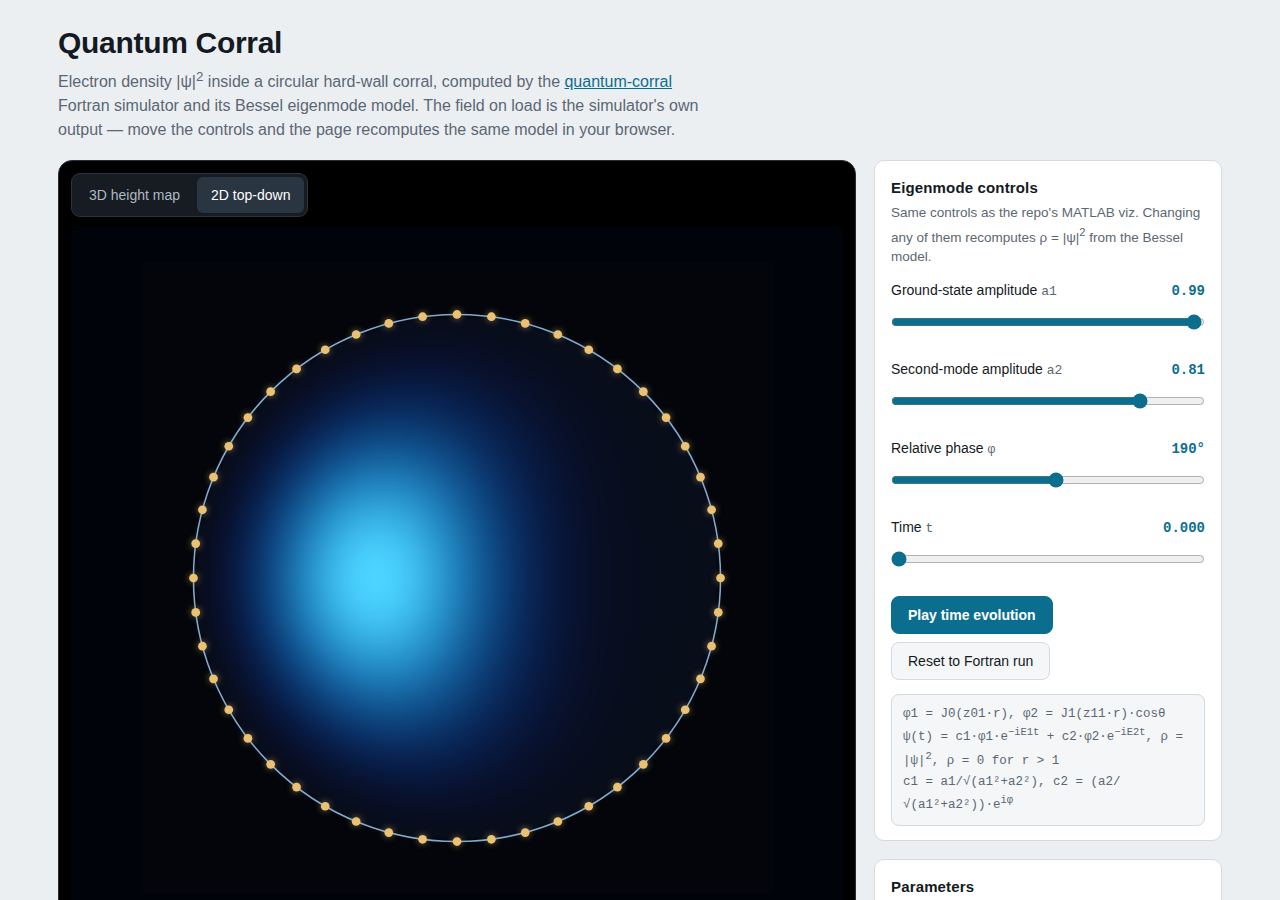 Quantum Corral
Electron density |ψ|² inside a circular hard-wall corral, computed by the quantum-corral
Fortran simulator and its Bessel eigenmode model. The field on load is the simulator's own
output — move the controls and the page recomputes the same model in your browser.
3D height map 2D top-down
Eigenmode controls
Same controls as the repo's MATLAB viz. Changing
any of them recomputes ρ = |ψ|² from the Bessel
model.
Ground-state amplitude a1 0.99
Second-mode amplitude a2 0.81
Relative phase φ 190°
Time t 0.000
Play time evolution
Reset to Fortran run
φ1 = J0(z01·r), φ2 = J1(z11·r)·cosθ
ψ(t) = c1·φ1·e⁻ⁱᴱ¹ᵗ + c2·φ2·e⁻ⁱᴱ²ᵗ, ρ =
|ψ|², ρ = 0 for r > 1
c1 = a1/√(a1²+a2²), c2 = (a2/
√(a1²+a2²))·eⁱᵠ
Parameters